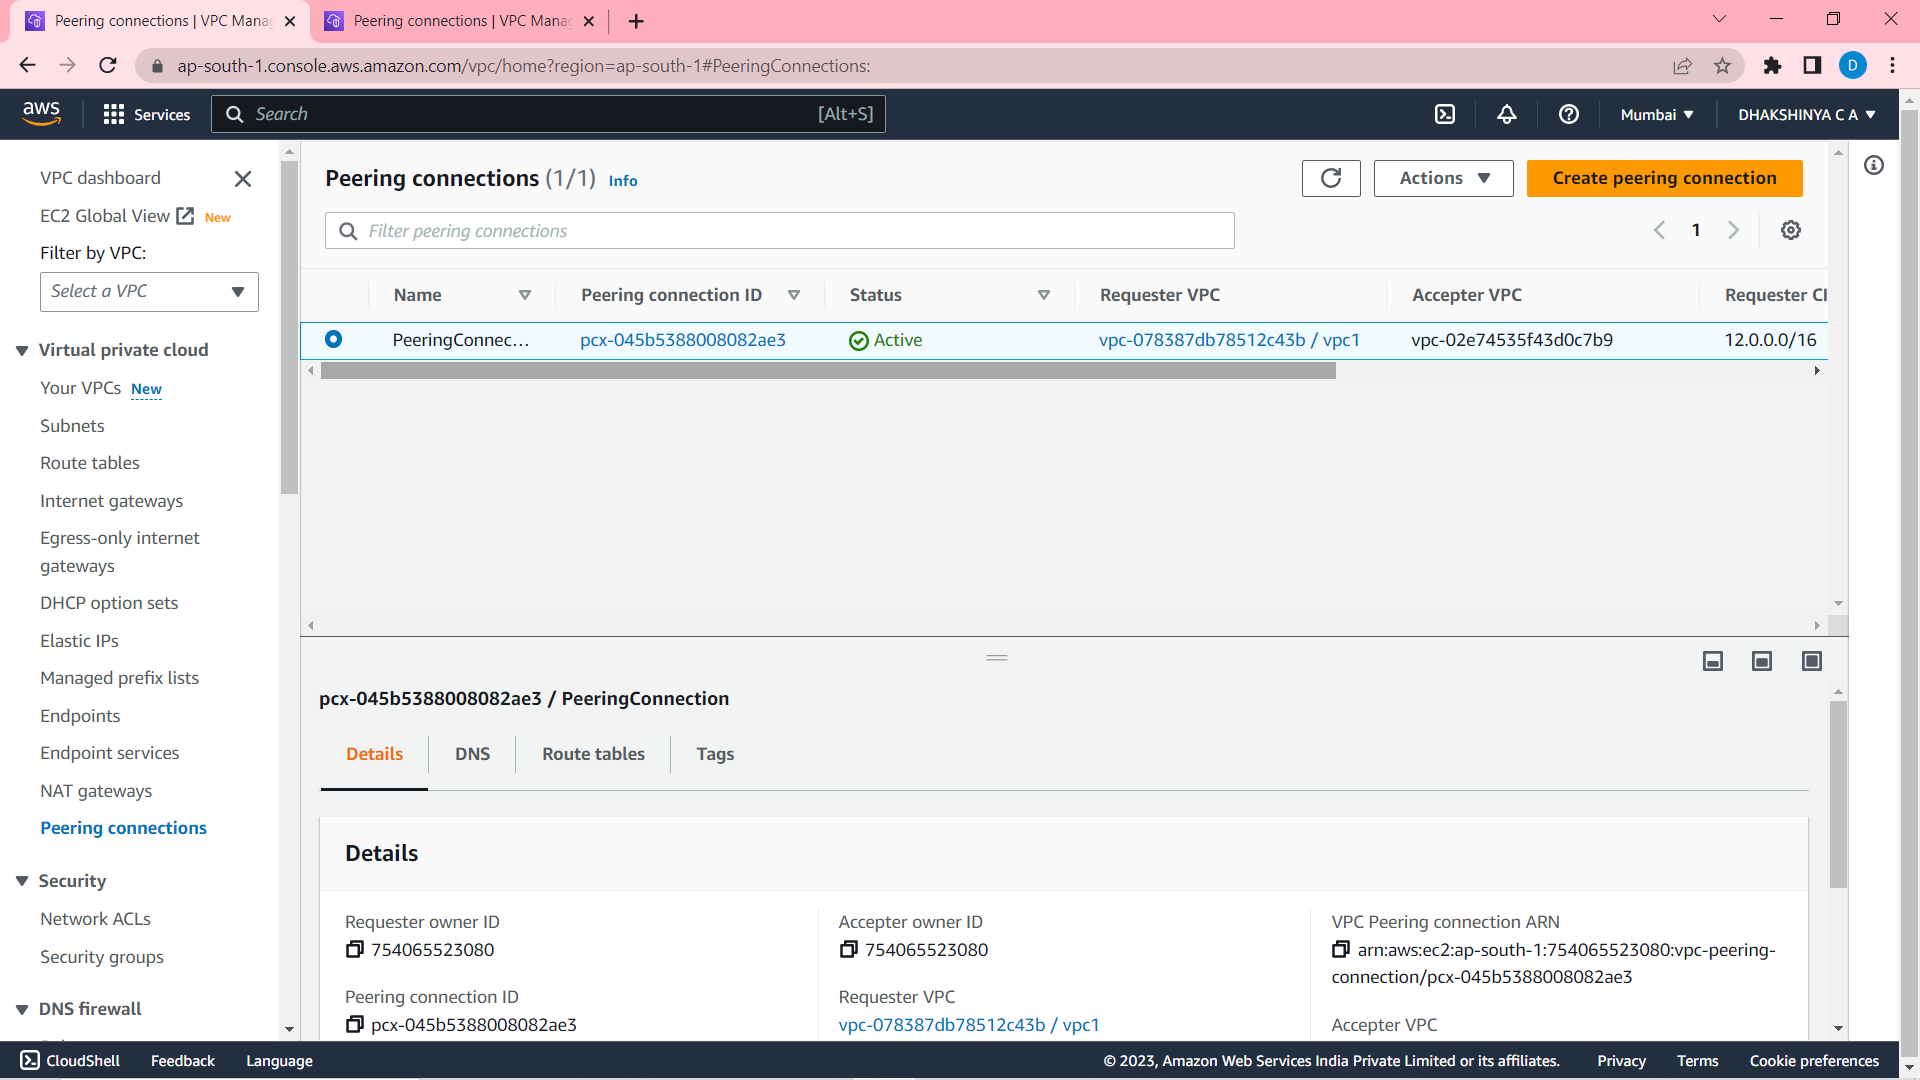 Peering connections | VPC Mana
Peering connections | VPC Mana
ap-south-1.console.aws.amazon.com/vpc/home?region=ap-south-1#PeeringConnections:
D
aws
Services
Search
[Alt+S]
Mumbai
DHAKSHINYA C A
VPC dashboard
EC2 Global View New
Filter by VPC:
Select a VPC
Virtual private cloud
Your VPCs New
Subnets
Route tables
Internet gateways
Egress-only internet
gateways
DHCP option sets
Elastic IPs
Managed prefix lists
Endpoints
Endpoint services
NAT gateways
Peering connections
Security
Network ACLs
Security groups
DNS firewall
Peering connections (1/1) Info
Actions
Create peering connection
Filter peering connections
1
Name Peering connection ID Status Requester VPC Accepter VPC Requester CI
PeeringConnec... pcx-045b5388008082ae3 Active vpc-078387db78512c43b / vpc1 vpc-02e74535f43d0c7b9 12.0.0.0/16
pcx-045b5388008082ae3 / PeeringConnection
Details DNS Route tables Tags
Details
Requester owner ID
754065523080
Peering connection ID
pcx-045b5388008082ae3
Accepter owner ID
754065523080
Requester VPC
vpc-078387db78512c43b / vpc1
VPC Peering connection ARN
arn:aws:ec2:ap-south-1:754065523080:vpc-peering-
connection/pcx-045b5388008082ae3
Accepter VPC
CloudShell Feedback Language
© 2023, Amazon Web Services India Private Limited or its affiliates. Privacy Terms Cookie preferences